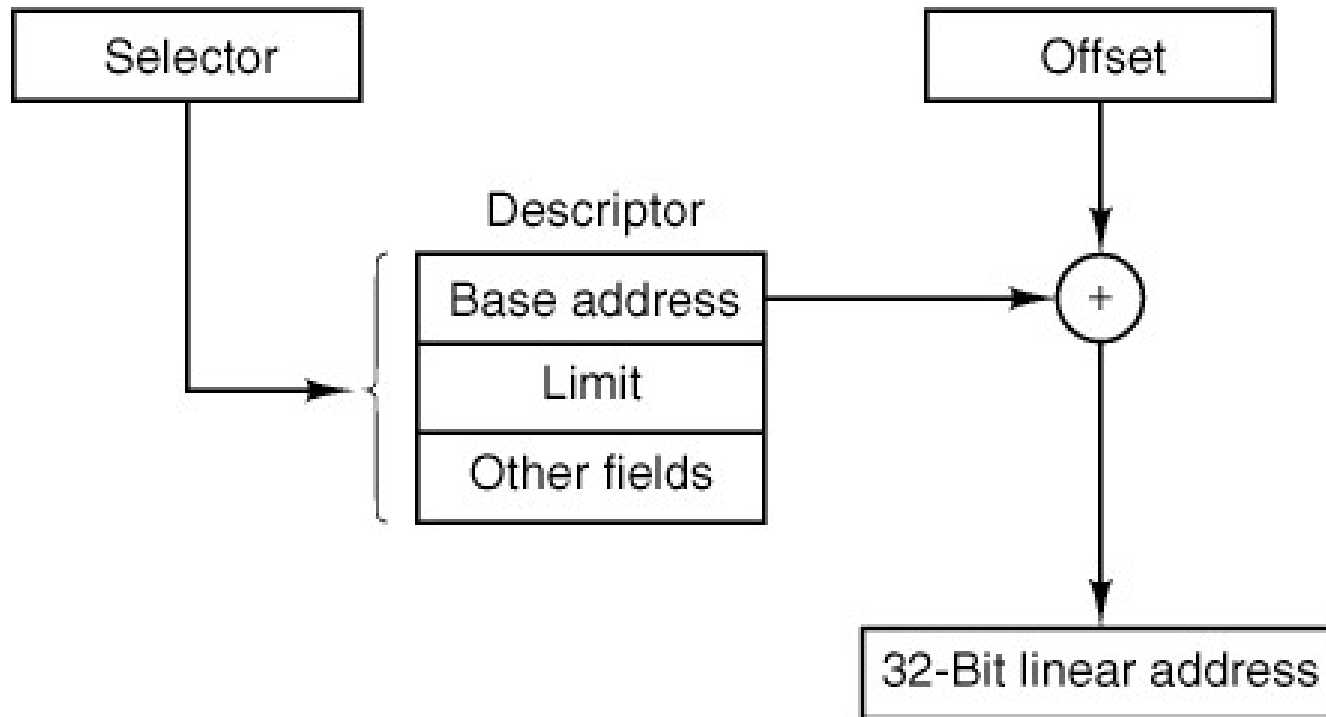 Selector
Offset
Descriptor
Base address
+
Limit
Other fields
32-Bit linear address